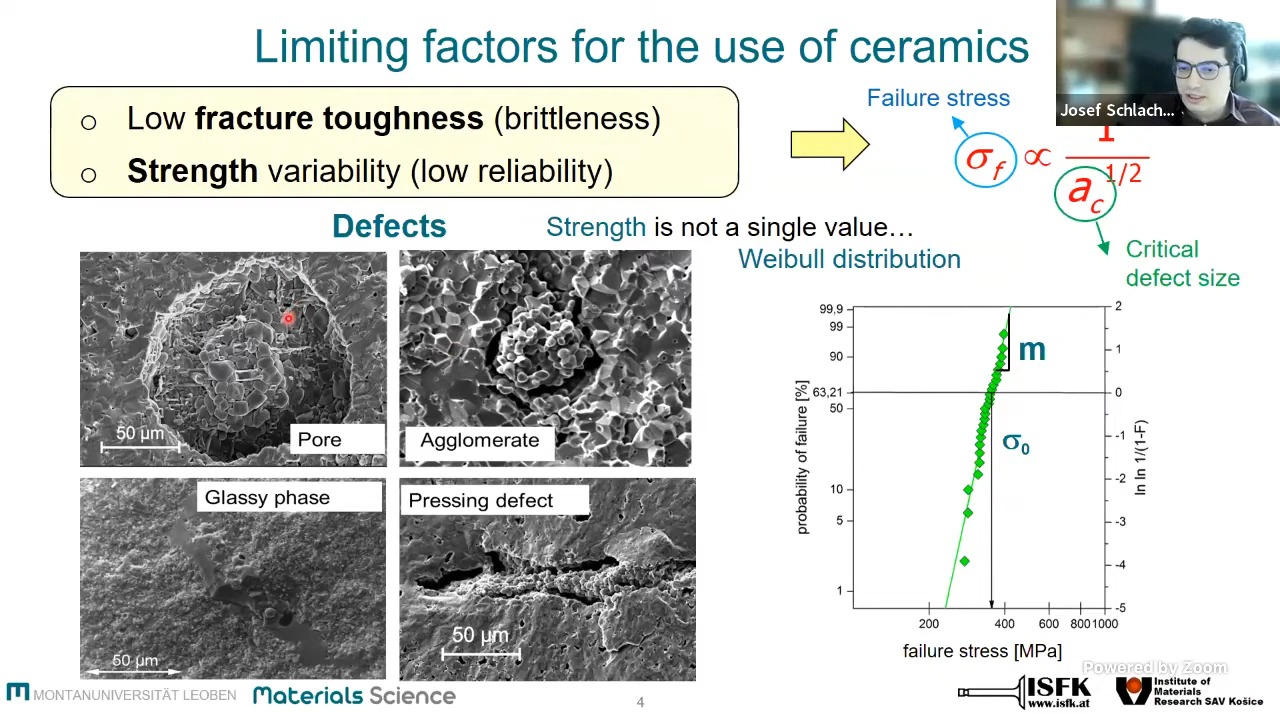 Limiting factors for the use of ceramics
Josef Schlach...
o Low fracture toughness (brittleness)
o Strength variability (low reliability)
Failure stress
σf ∝ 1
ac 1/2
Critical
defect size
Defects
Strength is not a single value…
Weibull distribution
50 µm
Pore
Agglomerate
Glassy phase
50 µm
Pressing defect
50 µm
probability of failure [%]
99,9
99
90
63,21
50
10
5
1
m
σ0
2
1
0
-1
-2
-3
-4
-5
ln ln 1/(1-F)
200
400
600
800
1000
failure stress [MPa]
Powered by Zoom
MONTANUNIVERSITÄT LEOBEN
Materials Science
4
ISFK
www.isfk.at
Institute of
Materials
Research SAV Košice